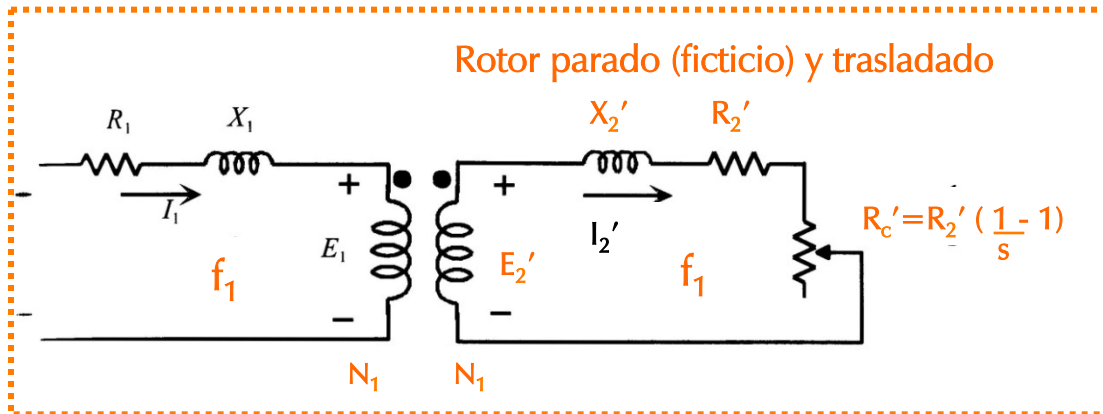 Rotor parado (ficticio) y trasladado
R₁
X₁
X₂'
R₂'
+
+
I₁
I₂'
R꜀'=R₂' ( 1/s - 1)
E₁
E₂'
f₁
f₁
−
−
N₁
N₁